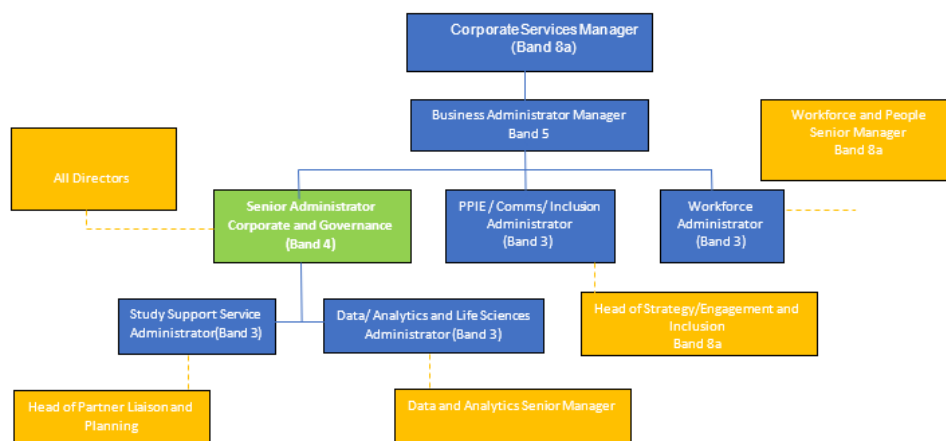 Corporate Services Manager
(Band 8a)
Business Administrator Manager
Band 5
Workforce and People
Senior Manager
Band 8a
All Directors
Senior Administrator
Corporate and Governance
(Band 4)
PPIE / Comms/ Inclusion
Administrator
(Band 3)
Workforce
Administrator
(Band 3)
Study Support Service
Administrator(Band 3)
Data/ Analytics and Life Sciences
Administrator (Band 3)
Head of Strategy/Engagement and
Inclusion
Band 8a
Head of Partner Liaison and
Planning
Data and Analytics Senior Manager